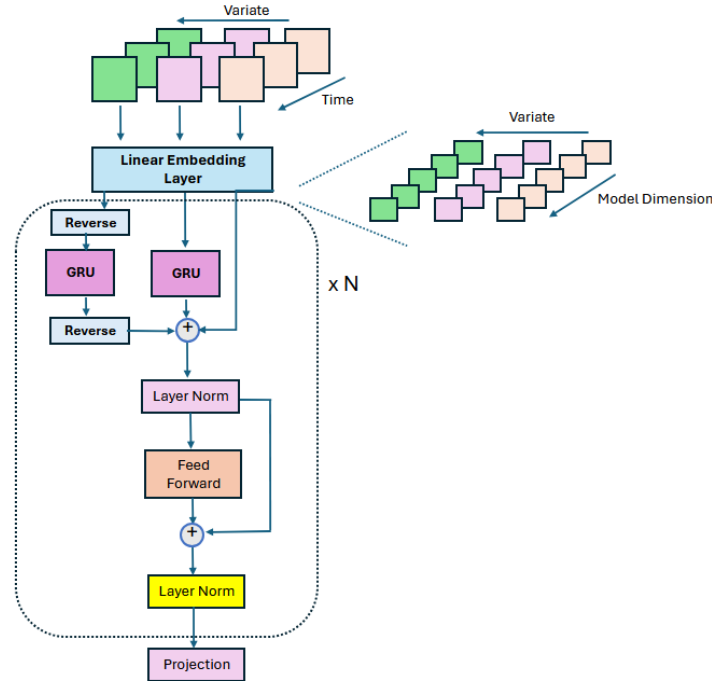 Variate
Time
Linear Embedding
Layer
Variate
Model Dimension
Reverse
GRU
GRU
x N
Reverse
+
Layer Norm
Feed
Forward
+
Layer Norm
Projection